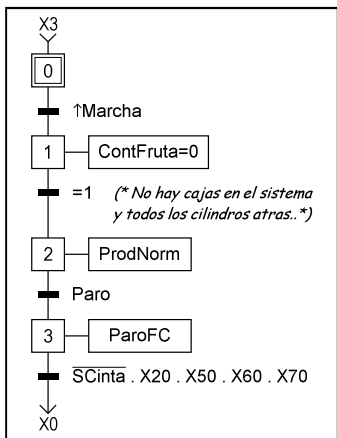 X3
0
↑Marcha
1 ContFruta=0
=1 (* No hay cajas en el sistema
y todos los cilindros atras..*)
2 ProdNorm
Paro
3 ParoFC
S̅C̅i̅n̅t̅a̅ . X20 . X50 . X60 . X70
X0